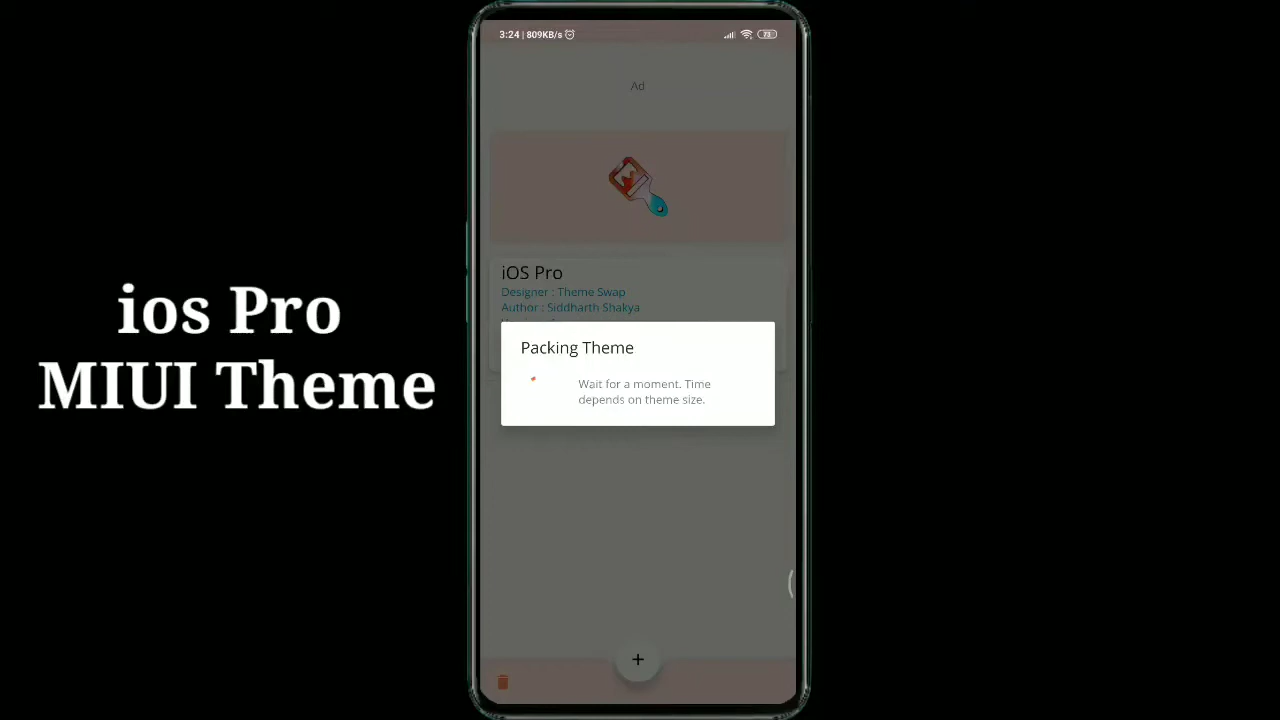 ios Pro
MIUI Theme
3:24 | 809KB/s
73
Ad
iOS Pro
Designer : Theme Swap
Author : Siddharth Shakya
Packing Theme
Wait for a moment. Time
depends on theme size.
+